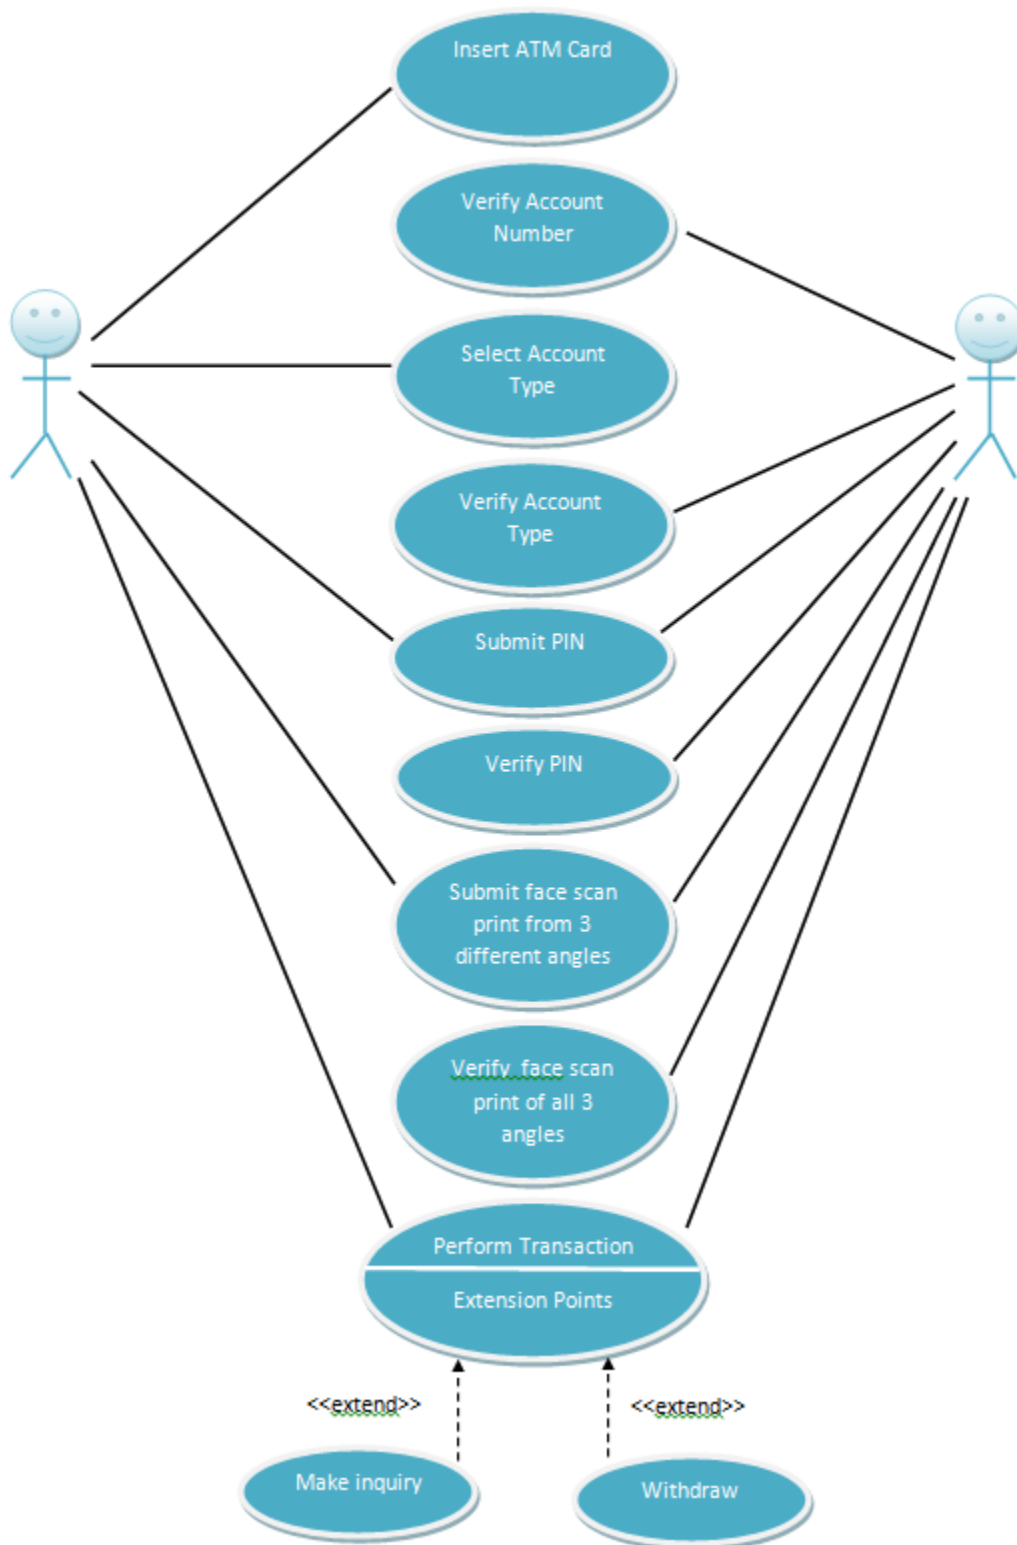 Insert ATM Card
Verify Account
Number
Select Account
Type
Verify Account
Type
Submit PIN
Verify PIN
Submit face scan
print from 3
different angles
Verify  face scan
print of all 3
angles
Perform Transaction
Extension Points
<<extend>>
<<extend>>
Make inquiry
Withdraw